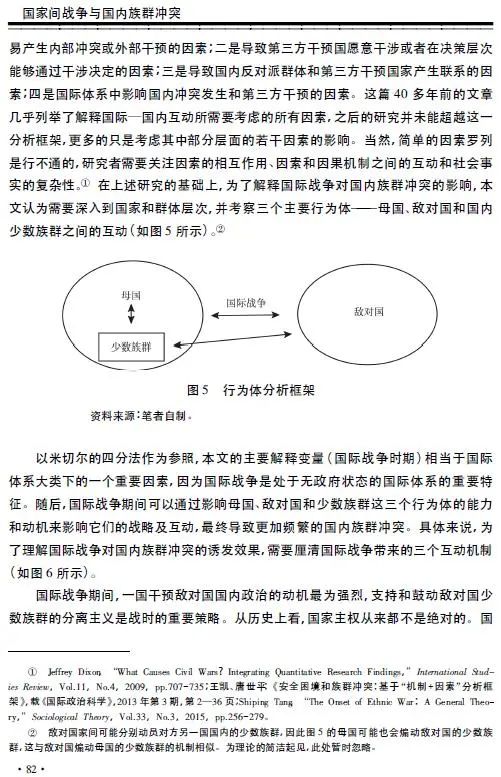 国家间战争与国内族群冲突
易产生内部冲突或外部干预的因素;二是导致第三方干预国愿意干涉或者在决策层次
能够通过干涉决定的因素;三是导致国内反对派群体和第三方干预国家产生联系的因
素;四是国际体系中影响国内冲突发生和第三方干预的因素。这篇 40 多年前的文章
几乎列举了解释国际—国内互动所需要考虑的所有因素,之后的研究并未能超越这一
分析框架,更多的只是考虑其中部分层面的若干因素的影响。当然,简单的因素罗列
是行不通的,研究者需要关注因素的相互作用、因素和因果机制之间的互动和社会事
实的复杂性。① 在上述研究的基础上,为了解释国际战争对国内族群冲突的影响,本
文认为需要深入到国家和群体层次,并考察三个主要行为体——母国、敌对国和国内
少数族群之间的互动(如图 5 所示)。②
母国
国际战争
敌对国
少数族群
图 5 行为体分析框架
资料来源:笔者自制。
以米切尔的四分法作为参照,本文的主要解释变量(国际战争时期)相当于国际
体系大类下的一个重要因素,因为国际战争是处于无政府状态的国际体系的重要特
征。随后,国际战争期间可以通过影响母国、敌对国和少数族群这三个行为体的能力
和动机来影响它们的战略及互动,最终导致更加频繁的国内族群冲突。具体来说,为
了理解国际战争对国内族群冲突的诱发效果,需要厘清国际战争带来的三个互动机制
(如图 6 所示)。
国际战争期间,一国干预敌对国国内政治的动机最为强烈,支持和鼓动敌对国少
数族群的分离主义是战时的重要策略。从历史上看,国家主权从来都不是绝对的。国
① Jeffrey Dixon, “What Causes Civil Wars? Integrating Quantitative Research Findings,” International Stud-
ies Review, Vol.11, No.4, 2009, pp.707-735;王凯、唐世平:《安全困境和族群冲突:基于“机制+因素”分析框
架》,载《国际政治科学》,2013 年第 3 期,第 2—36 页;Shiping Tang, “The Onset of Ethnic War: A General Theo-
ry,” Sociological Theory, Vol.33, No.3, 2015, pp.256-279。
② 敌对国家间可能分别动员对方另一国国内的少数族群,因此图 5 的母国可能也会煽动敌对国的少数族
群,这与敌对国煽动母国的少数族群的机制相似。为理论的简洁起见,此处暂时忽略。
· 82 ·